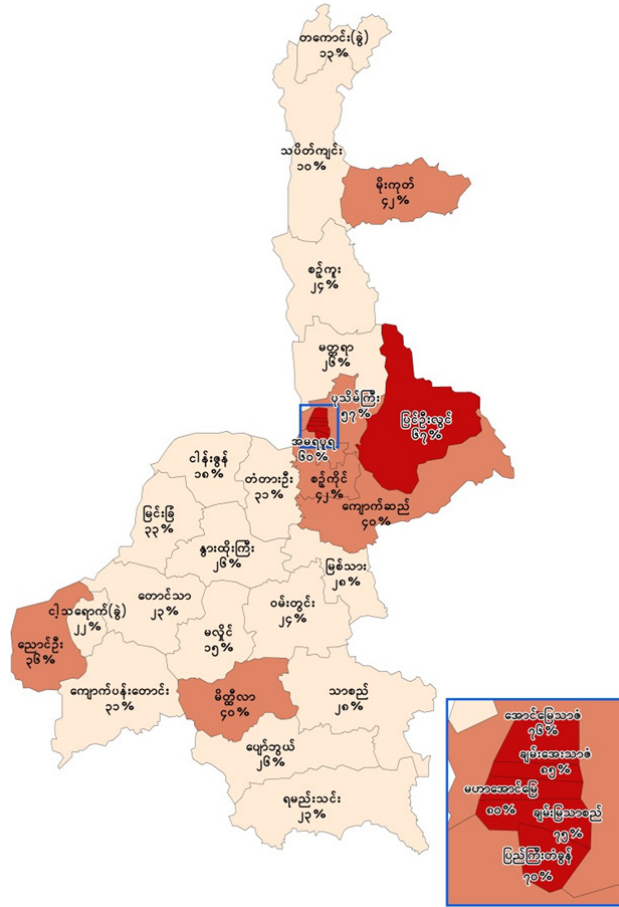 တကောင်း(ခွဲ)
၁၃%
သပိတ်ကျင်း
၁၀%
မိုးကုတ်
၄၂%
စဉ့်ကူး
၂၄%
မတ္တရာ
၂၆%
ပုသိမ်ကြီး
၅၇%
ပြင်ဦးလွင်
၆၇%
အမရပူရ
၆၀%
ငါန်းဇွန်
၁၈%
တံတားဦး
၃၁%
စဉ့်ကိုင်
၄၂%
ကျောက်ဆည်
၄၀%
မြင်းခြံ
၃၃%
နွားထိုးကြီး
၂၆%
မြစ်သား
၂၈%
ငါ့သရောက်(ခွဲ)
၂၂%
တောင်သာ
၂၃%
ဝမ်းတွင်း
၂၄%
မလှိုင်
၁၅%
ညောင်ဦး
၃၆%
ကျောက်ပန်းတောင်း
၃၁%
မိတ္ထီလာ
၄၀%
သာစည်
၂၈%
ပျော်ဘွယ်
၂၆%
ရမည်းသင်း
၂၃%
အောင်မြေသာဇံ
၇၆%
ချမ်းအေးသာဇံ
၈၅%
မဟာအောင်မြေ
၈၀%
ချမ်းမြသာစည်
၇၅%
ပြည်ကြီးတံခွန်
၇၀%